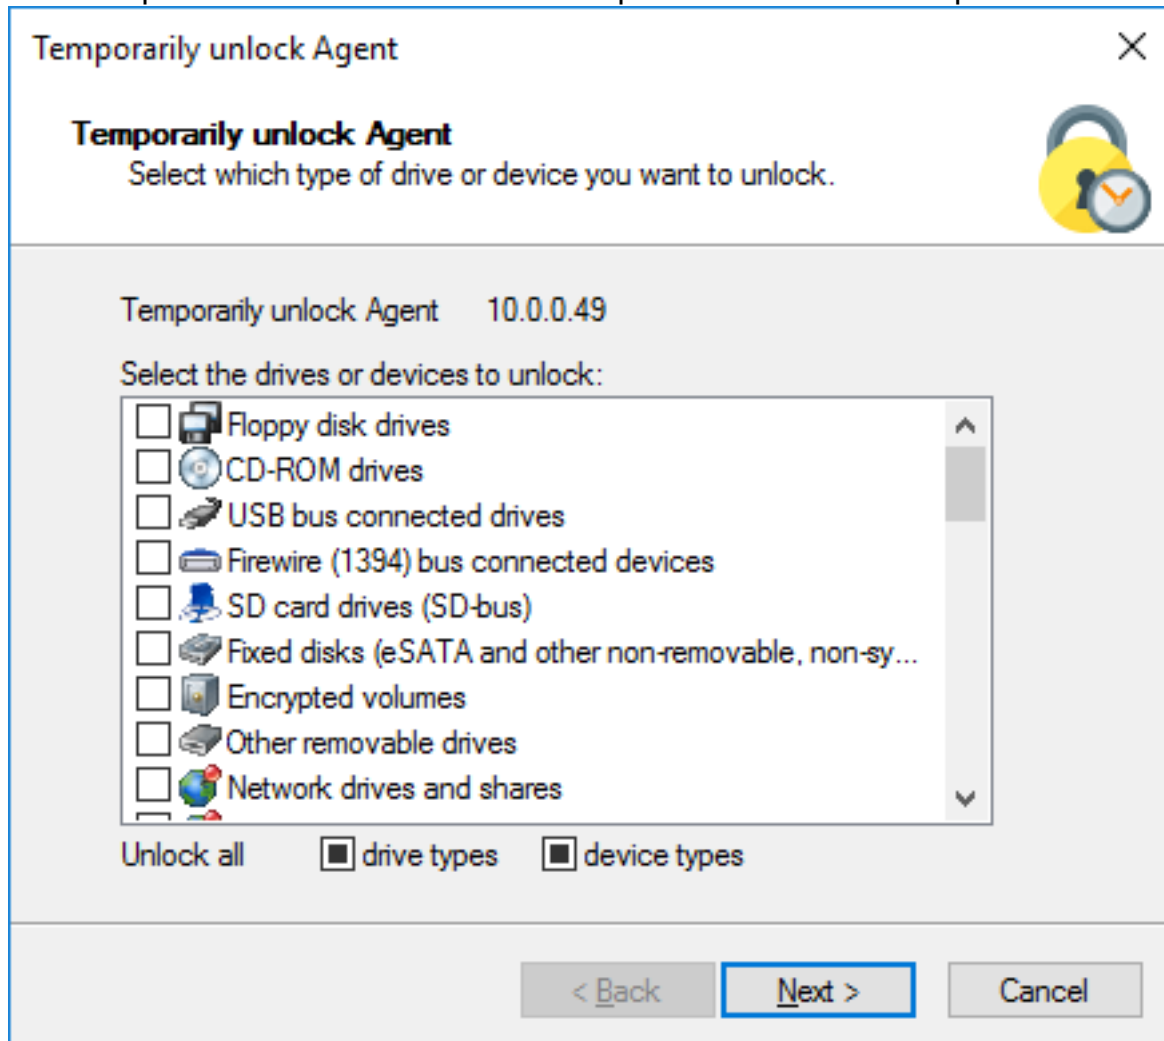 Temporarily unlock Agent
Temporarily unlock Agent
Select which type of drive or device you want to unlock.
Temporarily unlock Agent 10.0.0.49
Select the drives or devices to unlock:
Floppy disk drives
CD-ROM drives
USB bus connected drives
Firewire (1394) bus connected devices
SD card drives (SD-bus)
Fixed disks (eSATA and other non-removable, non-sy...
Encrypted volumes
Other removable drives
Network drives and shares
Unlock all drive types device types
< Back Next > Cancel